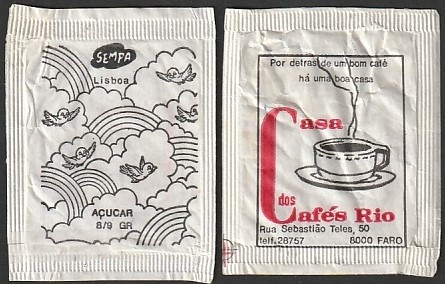 SEMPA
Lisboa
AÇUCAR
8/9 GR
Por detras de um bom café
há uma boa casa
Casa
dos
Cafés Rio
Rua Sebastião Teles, 50
telf.28757 8000 FARO